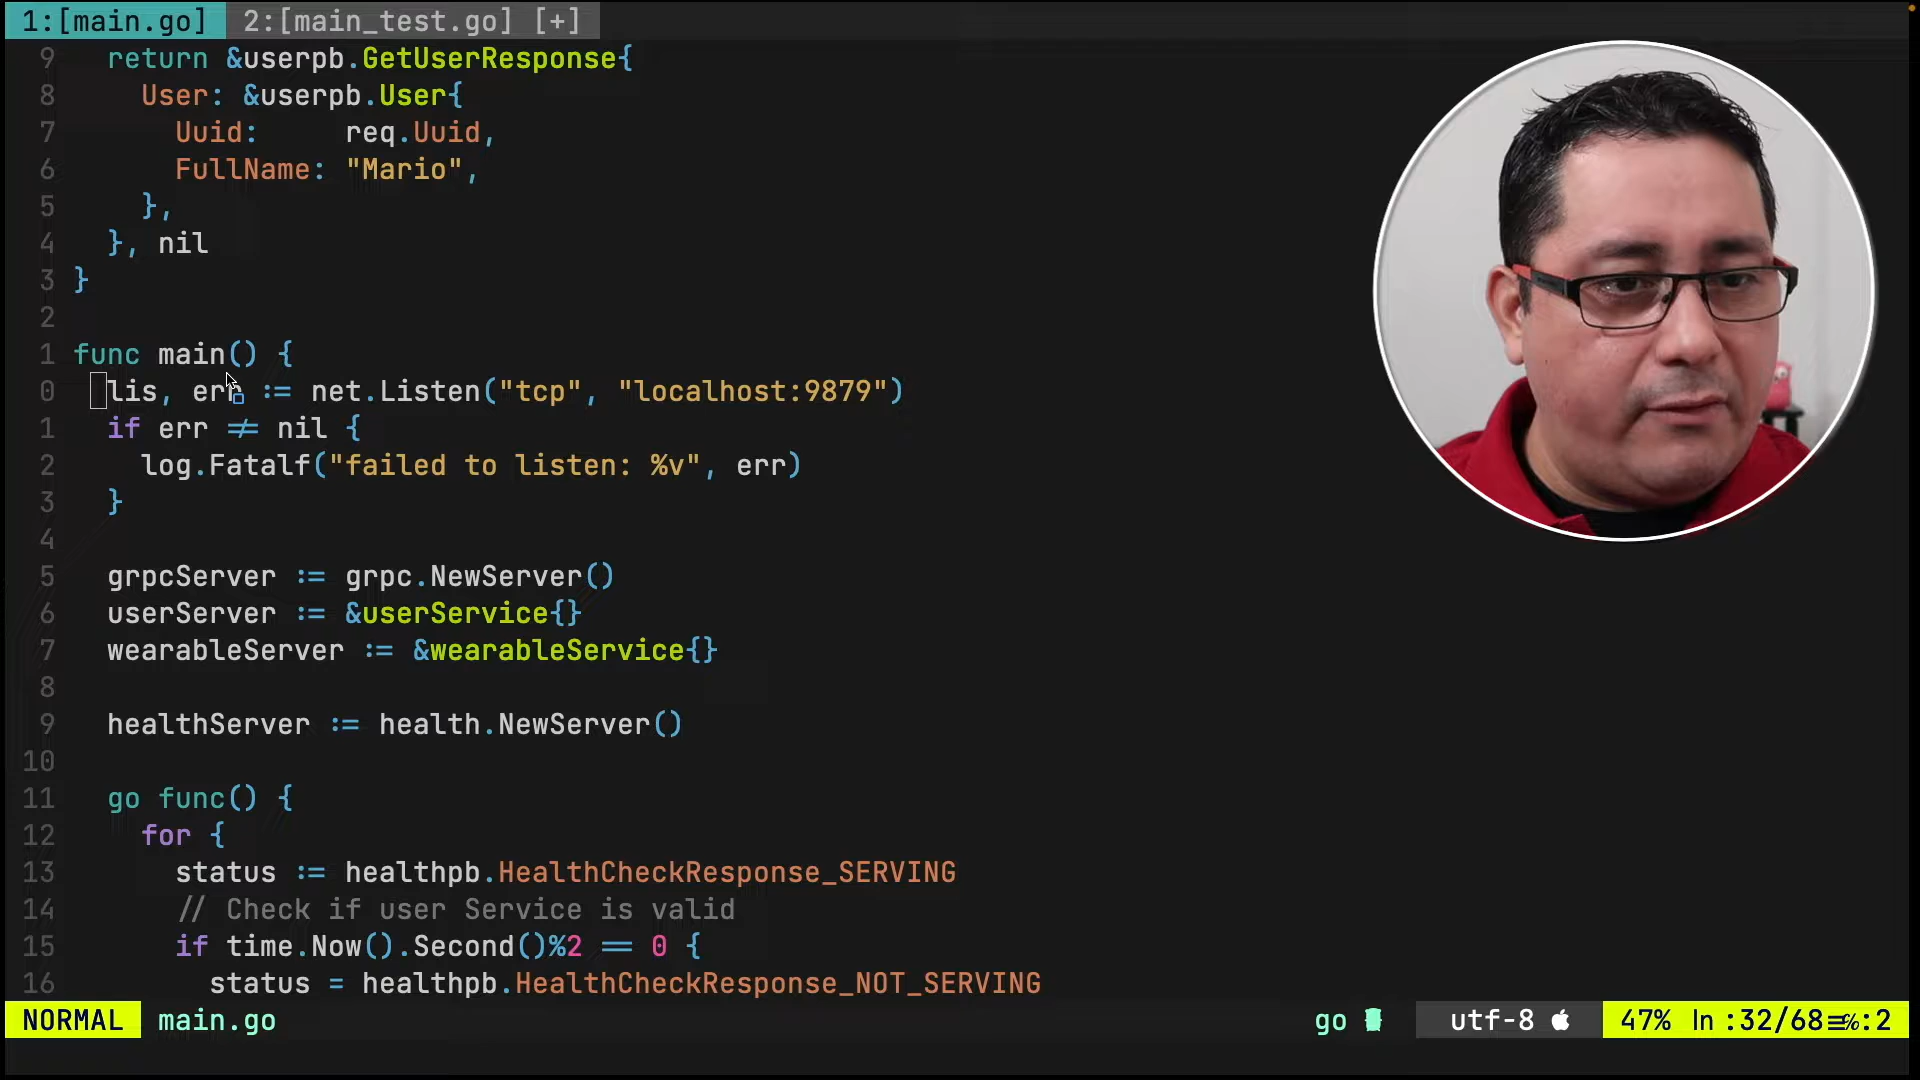 1:[main.go] 2:[main_test.go] [+]
9 return &userpb.GetUserResponse{
8 User: &userpb.User{
7 Uuid: req.Uuid,
6 FullName: "Mario",
5 },
4 }, nil
3 }
2
1 func main() {
0 lis, err := net.Listen("tcp", "localhost:9879")
1 if err != nil {
2 log.Fatalf("failed to listen: %v", err)
3 }
4
5 grpcServer := grpc.NewServer()
6 userServer := &userService{}
7 wearableServer := &wearableService{}
8
9 healthServer := health.NewServer()
10
11 go func() {
12 for {
13 status := healthpb.HealthCheckResponse_SERVING
14 // Check if user Service is valid
15 if time.Now().Second()%2 == 0 {
16 status = healthpb.HealthCheckResponse_NOT_SERVING
NORMAL main.go go utf-8 47% ln :32/68≡℅:2